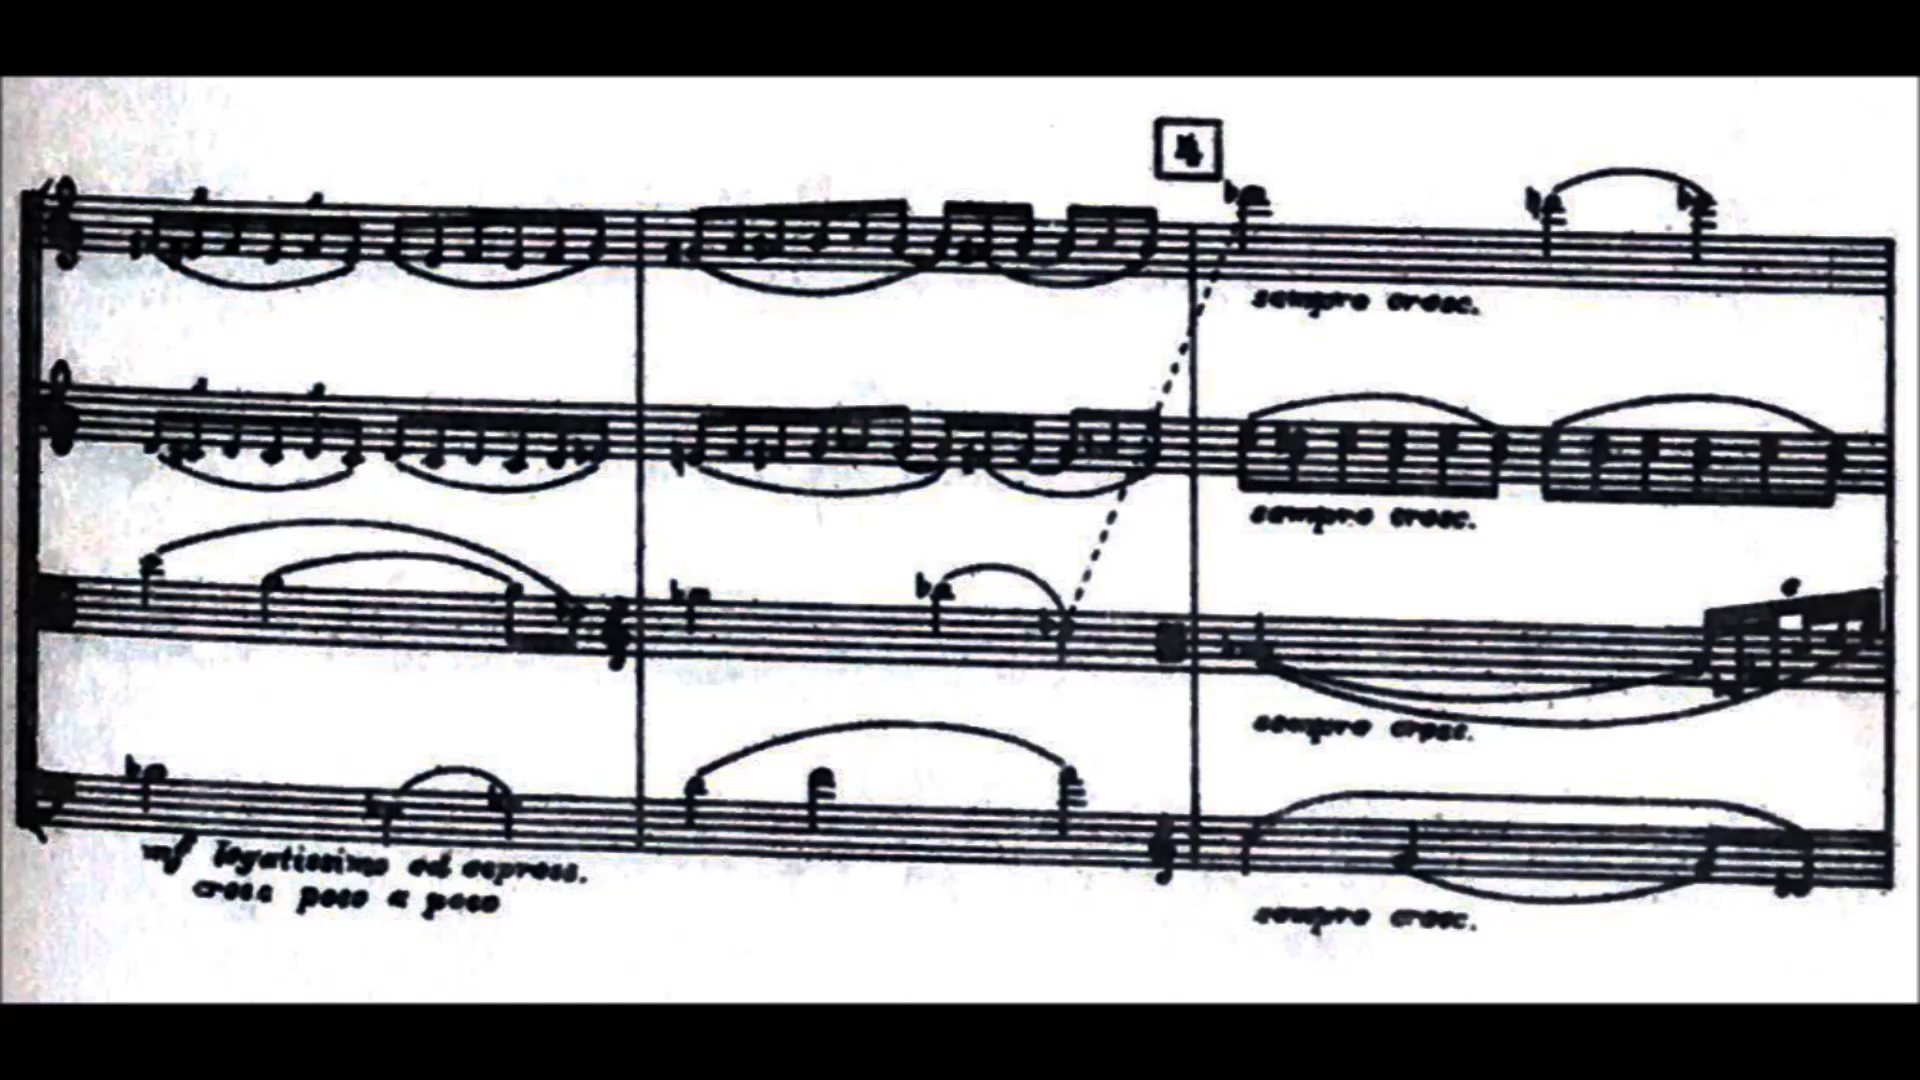 4
sempre cresc.
sempre cresc.
sempre cresc.
mf legatissimo ed espress.
cresc poco a poco
sempre cresc.